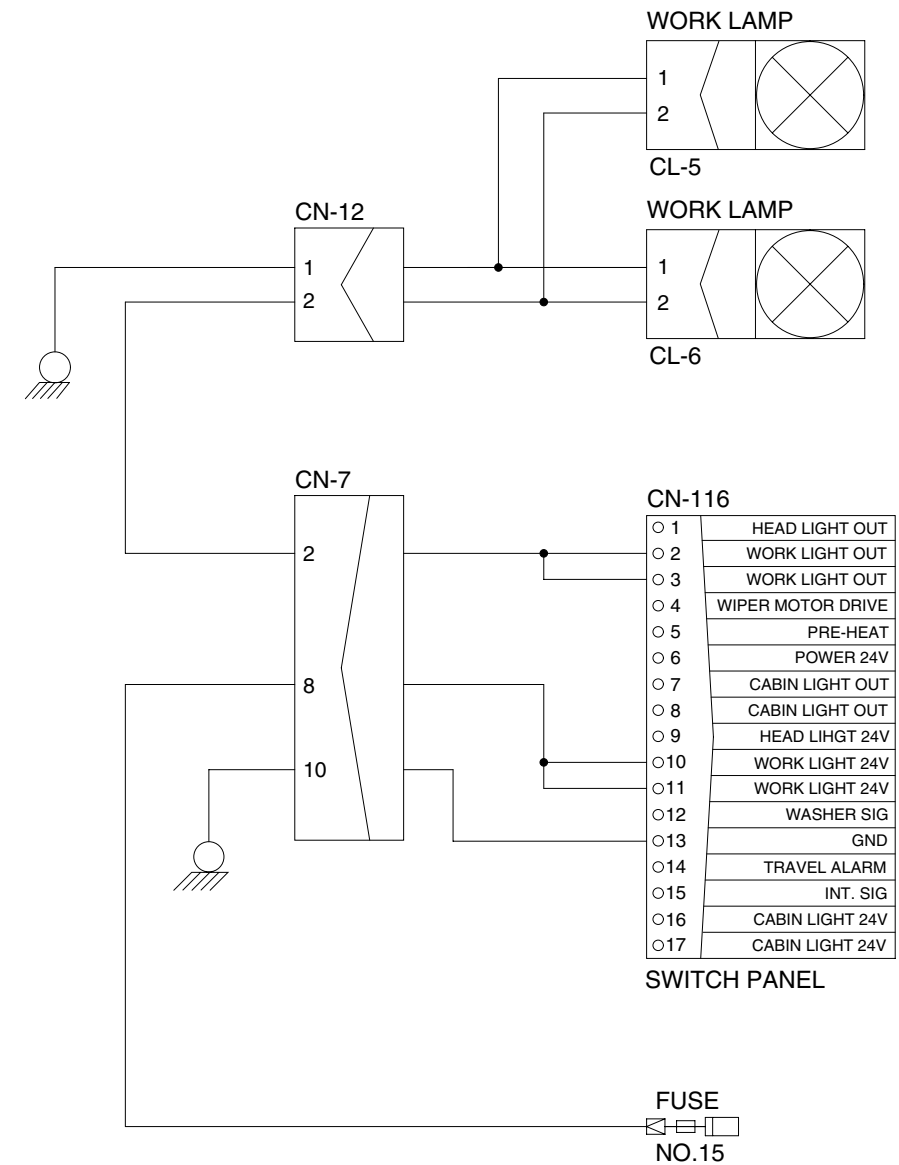 WORK LAMP
1
2
CL-5
CN-12
1
2
WORK LAMP
1
2
CL-6
CN-7
2
8
10
CN-116
1 HEAD LIGHT OUT
2 WORK LIGHT OUT
3 WORK LIGHT OUT
4 WIPER MOTOR DRIVE
5 PRE-HEAT
6 POWER 24V
7 CABIN LIGHT OUT
8 CABIN LIGHT OUT
9 HEAD LIHGT 24V
10 WORK LIGHT 24V
11 WORK LIGHT 24V
12 WASHER SIG
13 GND
14 TRAVEL ALARM
15 INT. SIG
16 CABIN LIGHT 24V
17 CABIN LIGHT 24V
SWITCH PANEL
FUSE
NO.15